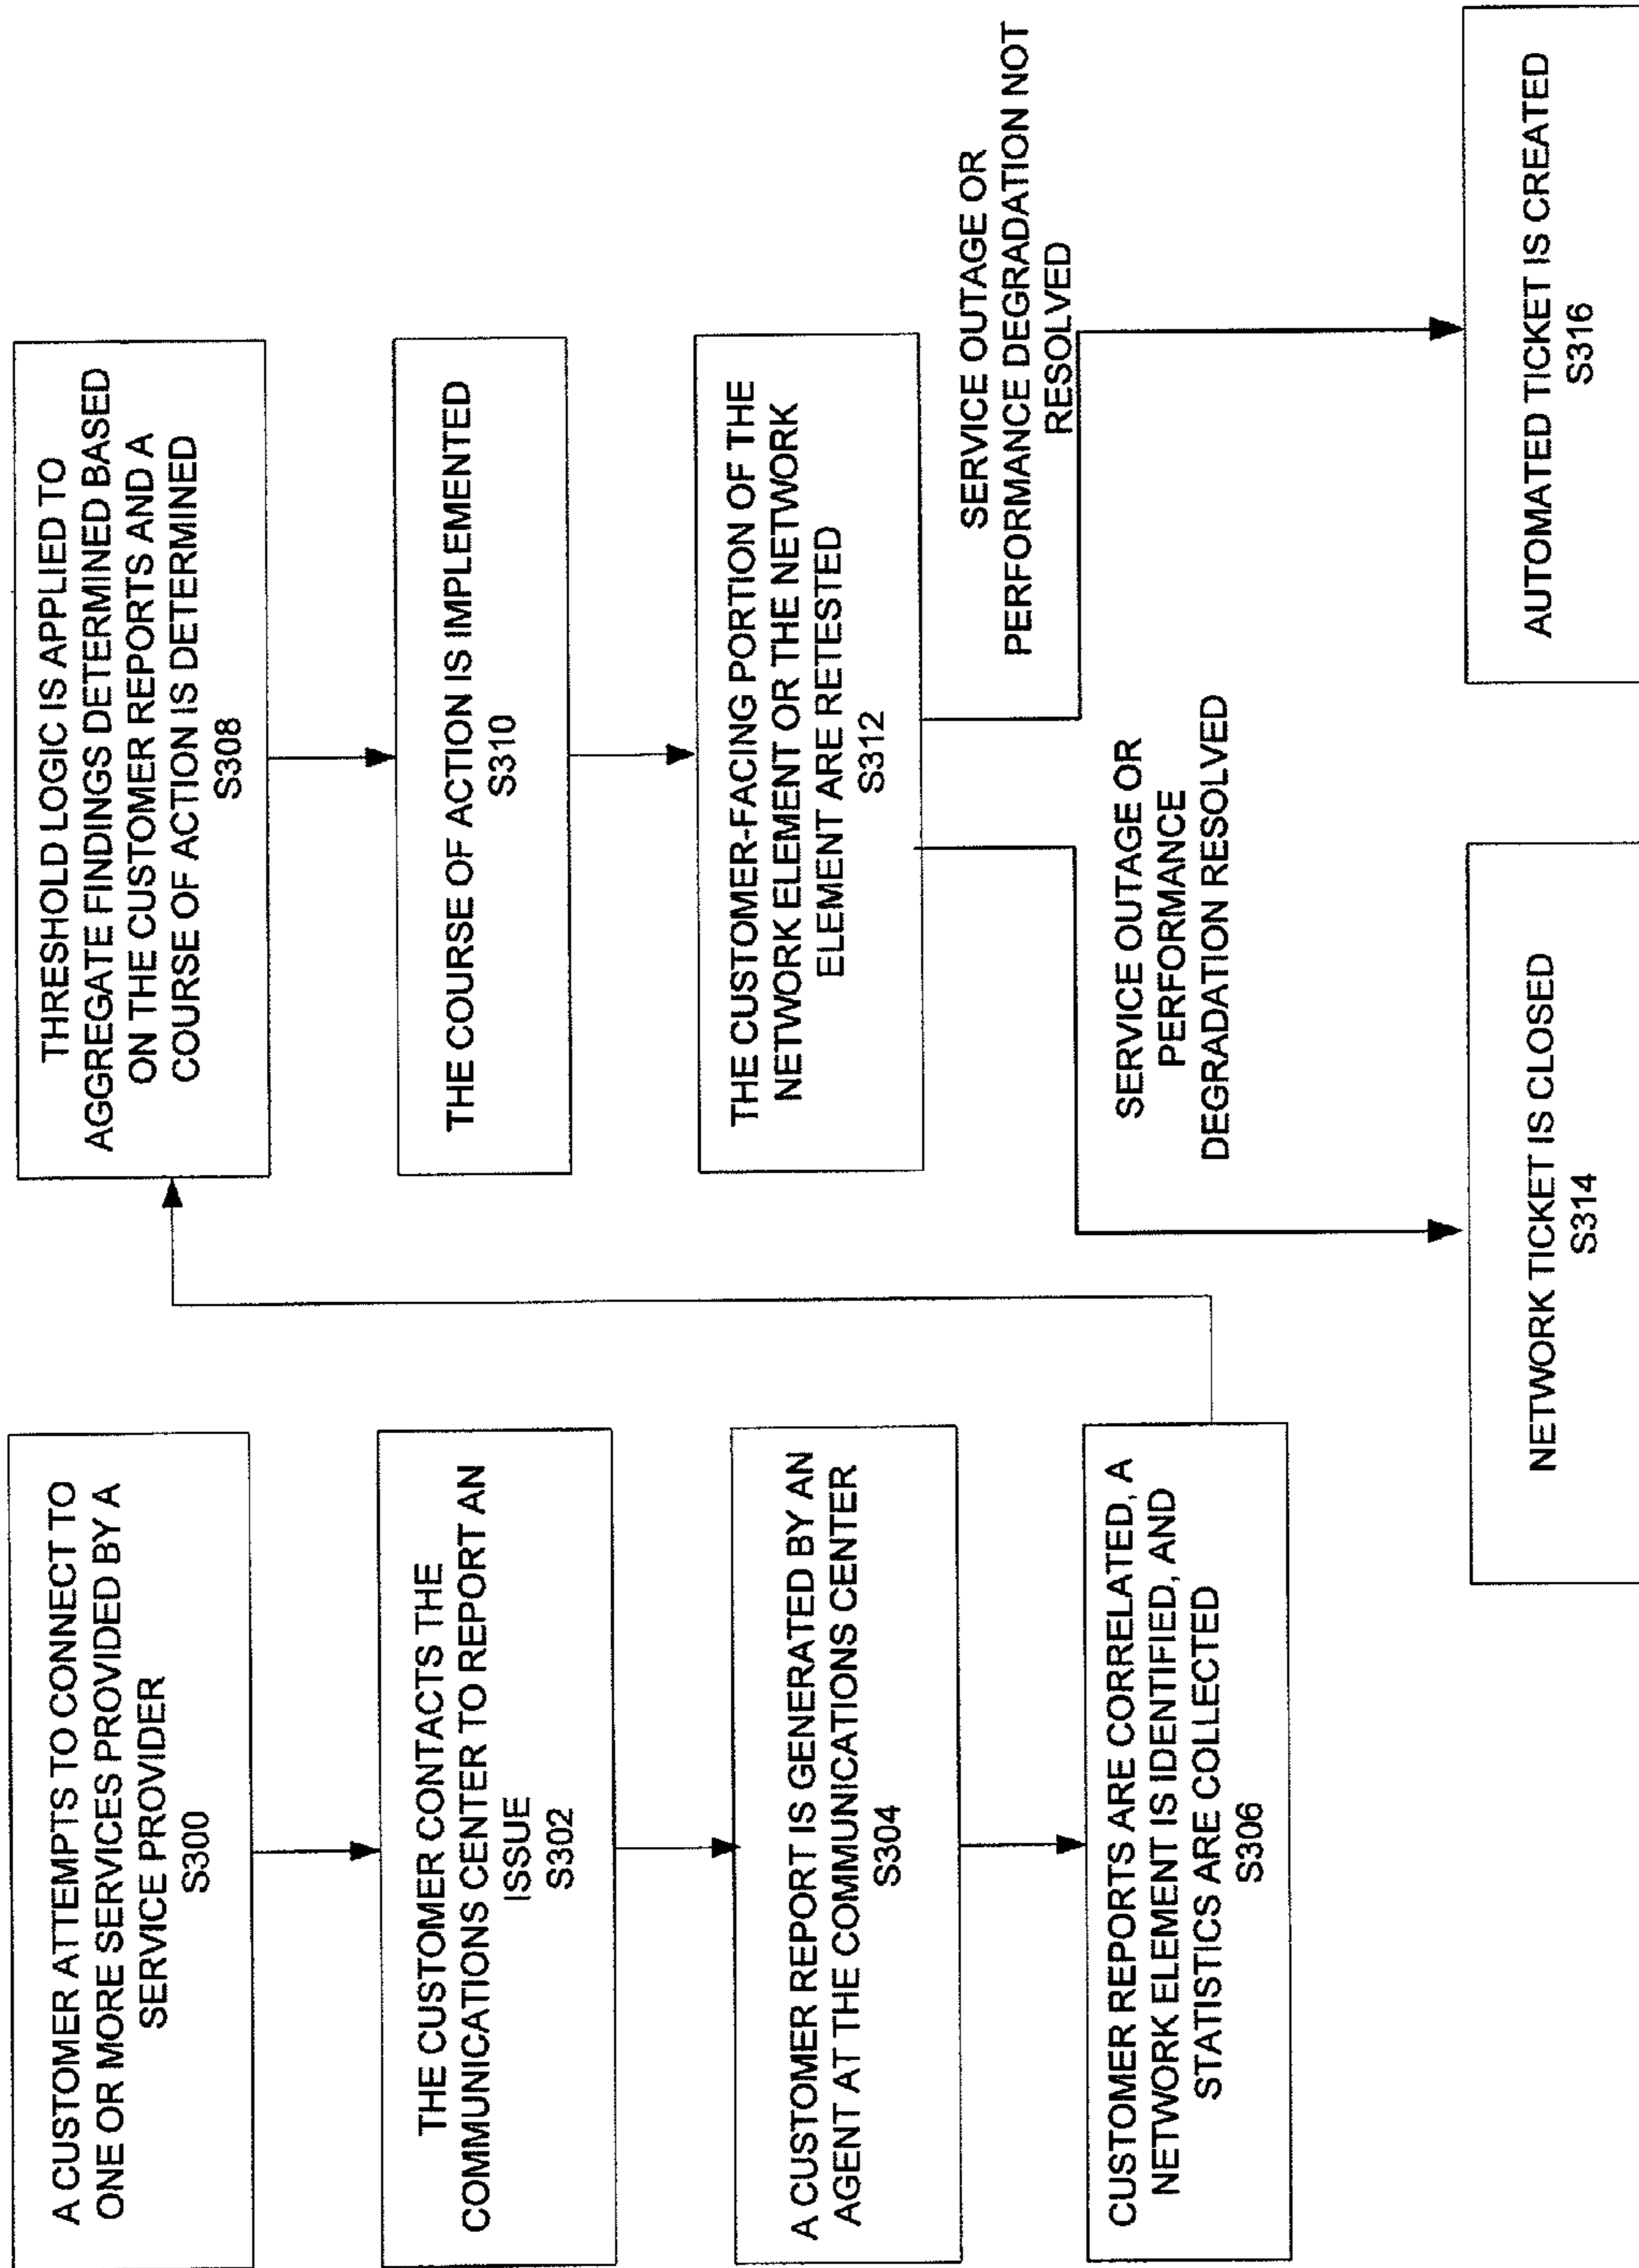 A CUSTOMER ATTEMPTS TO CONNECT TO
ONE OR MORE SERVICES PROVIDED BY A
SERVICE PROVIDER
S300
THE CUSTOMER CONTACTS THE
COMMUNICATIONS CENTER TO REPORT AN
ISSUE
S302
A CUSTOMER REPORT IS GENERATED BY AN
AGENT AT THE COMMUNICATIONS CENTER
S304
CUSTOMER REPORTS ARE CORRELATED, A
NETWORK ELEMENT IS IDENTIFIED, AND
STATISTICS ARE COLLECTED
S306
THRESHOLD LOGIC IS APPLIED TO
AGGREGATE FINDINGS DETERMINED BASED
ON THE CUSTOMER REPORTS AND A
COURSE OF ACTION IS DETERMINED
S308
THE COURSE OF ACTION IS IMPLEMENTED
S310
THE CUSTOMER-FACING PORTION OF THE
NETWORK ELEMENT OR THE NETWORK
ELEMENT ARE RETESTED
S312
SERVICE OUTAGE OR
PERFORMANCE
DEGRADATION RESOLVED
SERVICE OUTAGE OR
PERFORMANCE DEGRADATION NOT
RESOLVED
NETWORK TICKET IS CLOSED
S314
AUTOMATED TICKET IS CREATED
S316